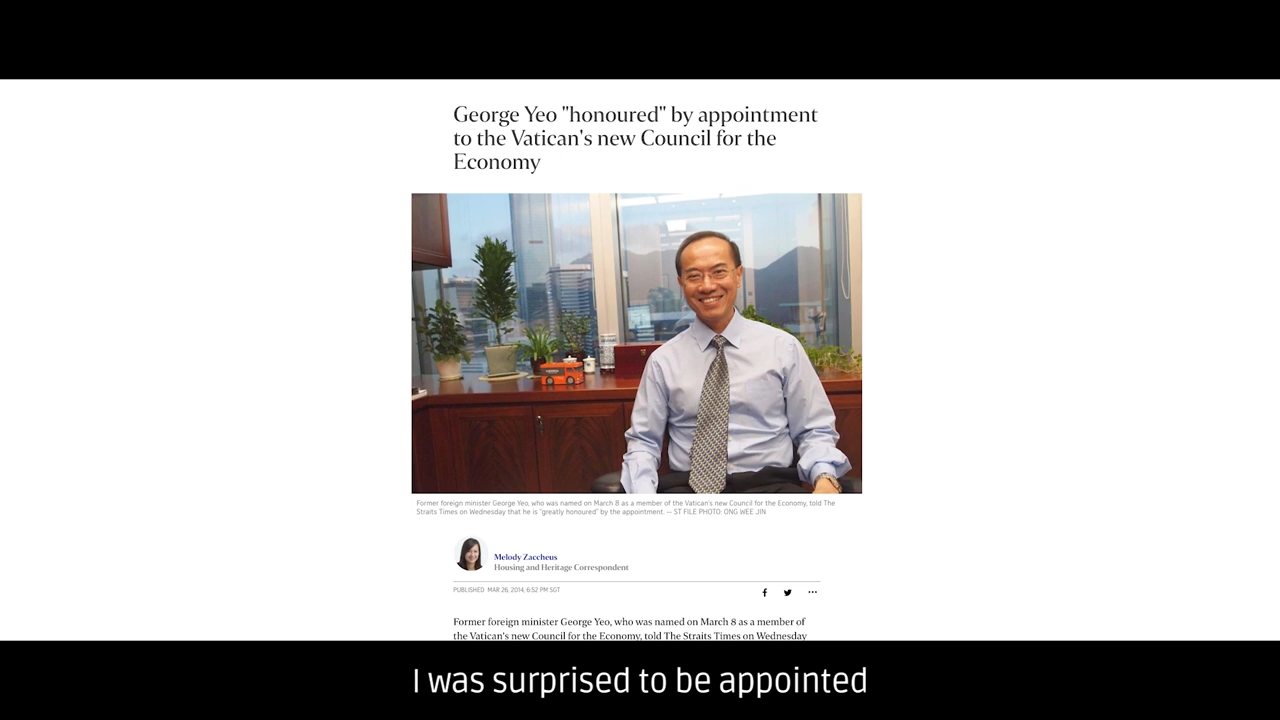 George Yeo "honoured" by appointment
to the Vatican's new Council for the
Economy
Former foreign minister George Yeo, who was named on March 8 as a member of the Vatican's new Council for the Economy, told The
Straits Times on Wednesday that he is "greatly honoured" by the appointment. -- ST FILE PHOTO: ONG WEE JIN
Melody Zaccheus
Housing and Heritage Correspondent
PUBLISHED MAR 26, 2014, 6:52 PM SGT
Former foreign minister George Yeo, who was named on March 8 as a member of
the Vatican's new Council for the Economy, told The Straits Times on Wednesday
I was surprised to be appointed